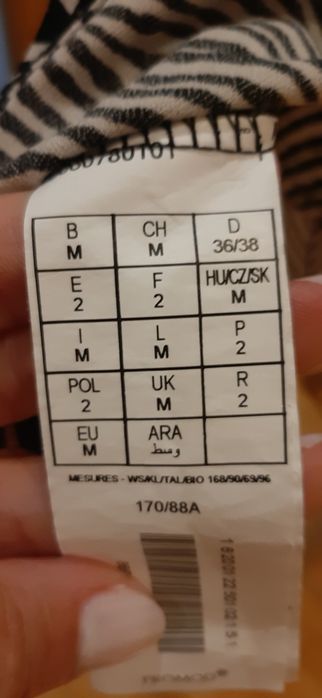 B CH D
M M 36/38
E F HU/CZ/SK
2 2 M
I L P
M M 2
POL UK R
2 M 2
EU ARA
M وسط
MESURES - WS/KL/TAL/BIO 168/90/69/96
170/88A